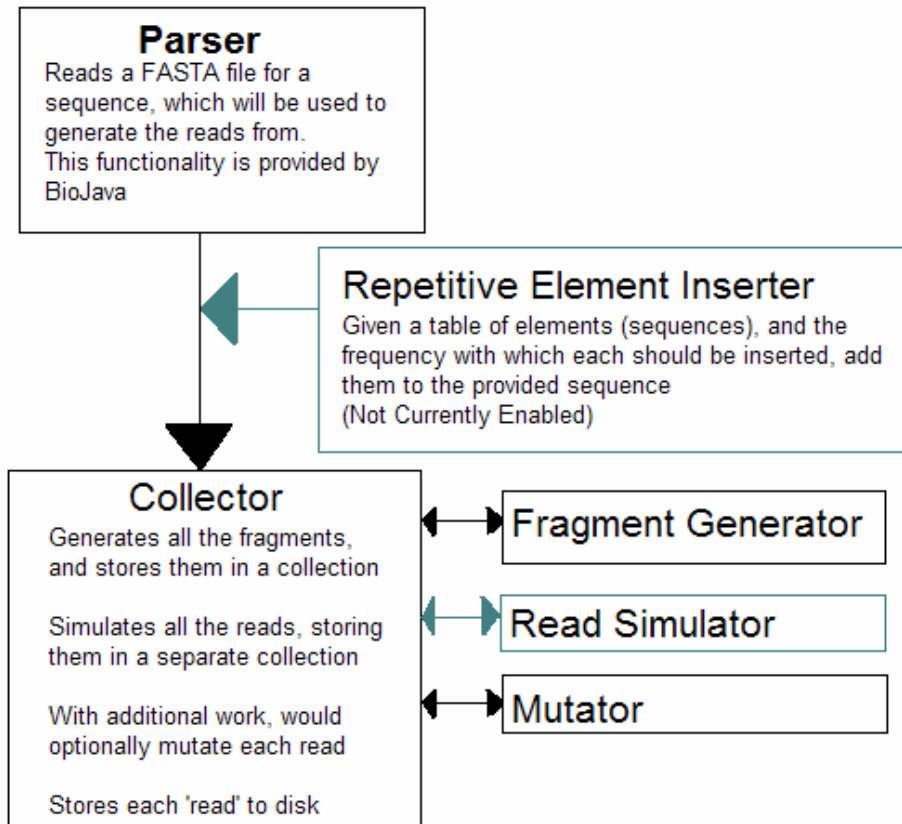 Parser
Reads a FASTA file for a
sequence, which will be used to
generate the reads from.
This functionality is provided by
BioJava
Repetitive Element Inserter
Given a table of elements (sequences), and the
frequency with which each should be inserted, add
them to the provided sequence
(Not Currently Enabled)
Collector
Generates all the fragments,
and stores them in a collection
Simulates all the reads, storing
them in a separate collection
With additional work, would
optionally mutate each read
Stores each 'read' to disk
Fragment Generator
Read Simulator
Mutator